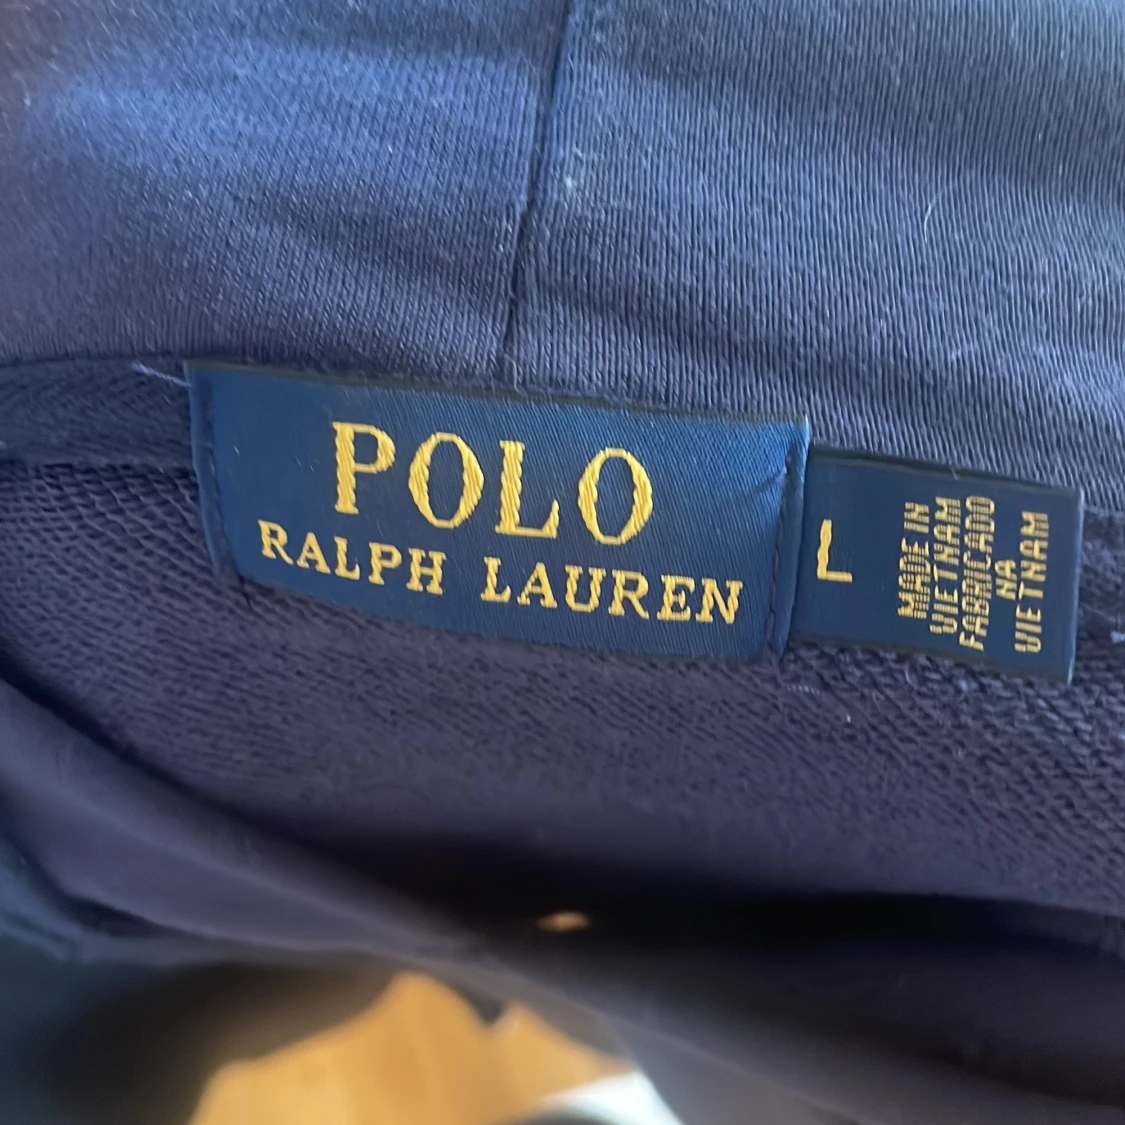 POLO
RALPH LAUREN
L
MADE IN
VIETNAM
FABRICADO
NA
VIETNAM